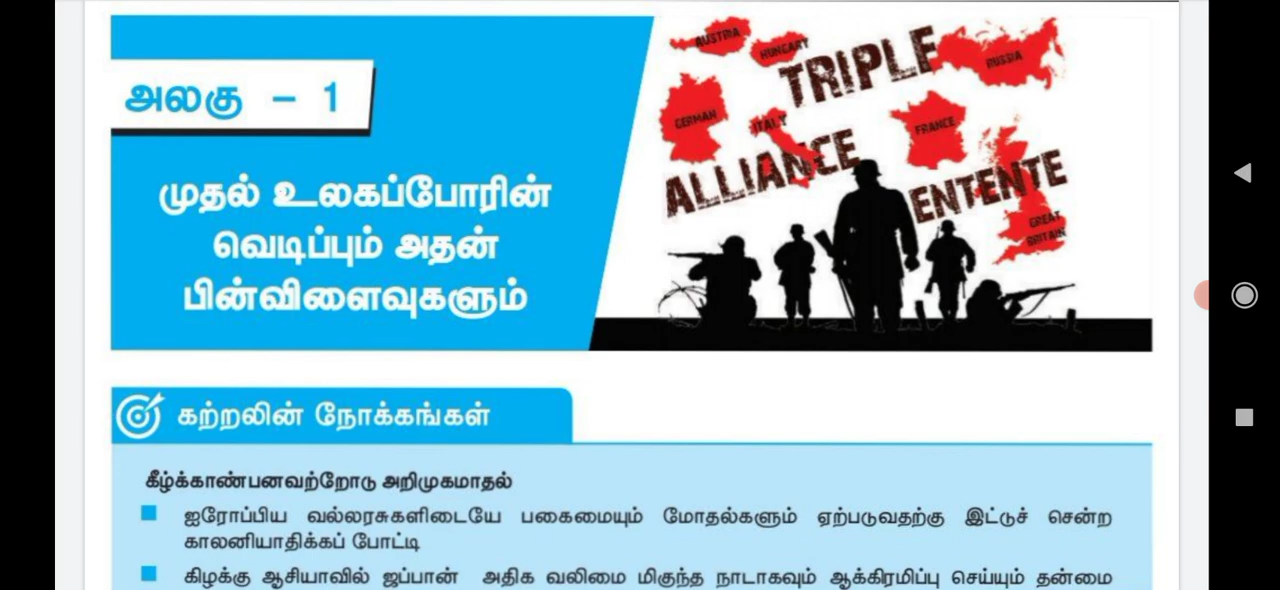 அலகு – 1
முதல் உலகப்போரின்
வெடிப்பும் அதன்
பின்விளைவுகளும்
AUSTRIA
HUNGARY
TRIPLE
RUSSIA
GERMAN
ITALY
FRANCE
ALLIANCE
ENTENTE
GREAT
BRITAIN
கற்றலின் நோக்கங்கள்
கீழ்க்காண்பனவற்றோடு அறிமுகமாதல்
ஐரோப்பிய வல்லரசுகளிடையே பகைமையும் மோதல்களும் ஏற்படுவதற்கு இட்டுச் சென்ற
காலனியாதிக்கப் போட்டி
கிழக்கு ஆசியாவில் ஜப்பான் அதிக வலிமை மிகுந்த நாடாகவும் ஆக்கிரமிப்பு செய்யும் தன்மை